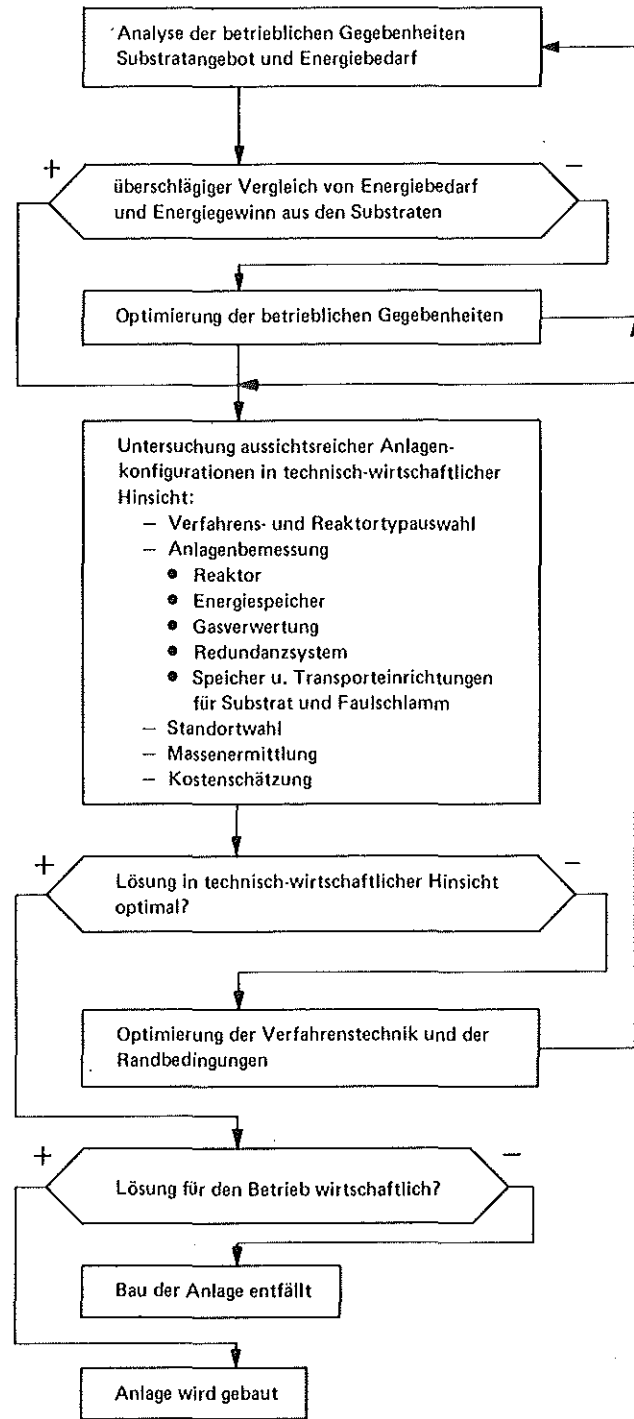 Analyse der betrieblichen Gegebenheiten
Substratangebot und Energiebedarf
+
−
überschlägiger Vergleich von Energiebedarf
und Energiegewinn aus den Substraten
Optimierung der betrieblichen Gegebenheiten
Untersuchung aussichtsreicher Anlagen-
konfigurationen in technisch-wirtschaftlicher
Hinsicht:
− Verfahrens- und Reaktortypauswahl
− Anlagenbemessung
● Reaktor
● Energiespeicher
● Gasverwertung
● Redundanzsystem
● Speicher u. Transporteinrichtungen
für Substrat und Faulschlamm
− Standortwahl
− Massenermittlung
− Kostenschätzung
+
−
Lösung in technisch-wirtschaftlicher Hinsicht
optimal?
Optimierung der Verfahrenstechnik und der
Randbedingungen
+
−
Lösung für den Betrieb wirtschaftlich?
Bau der Anlage entfällt
Anlage wird gebaut